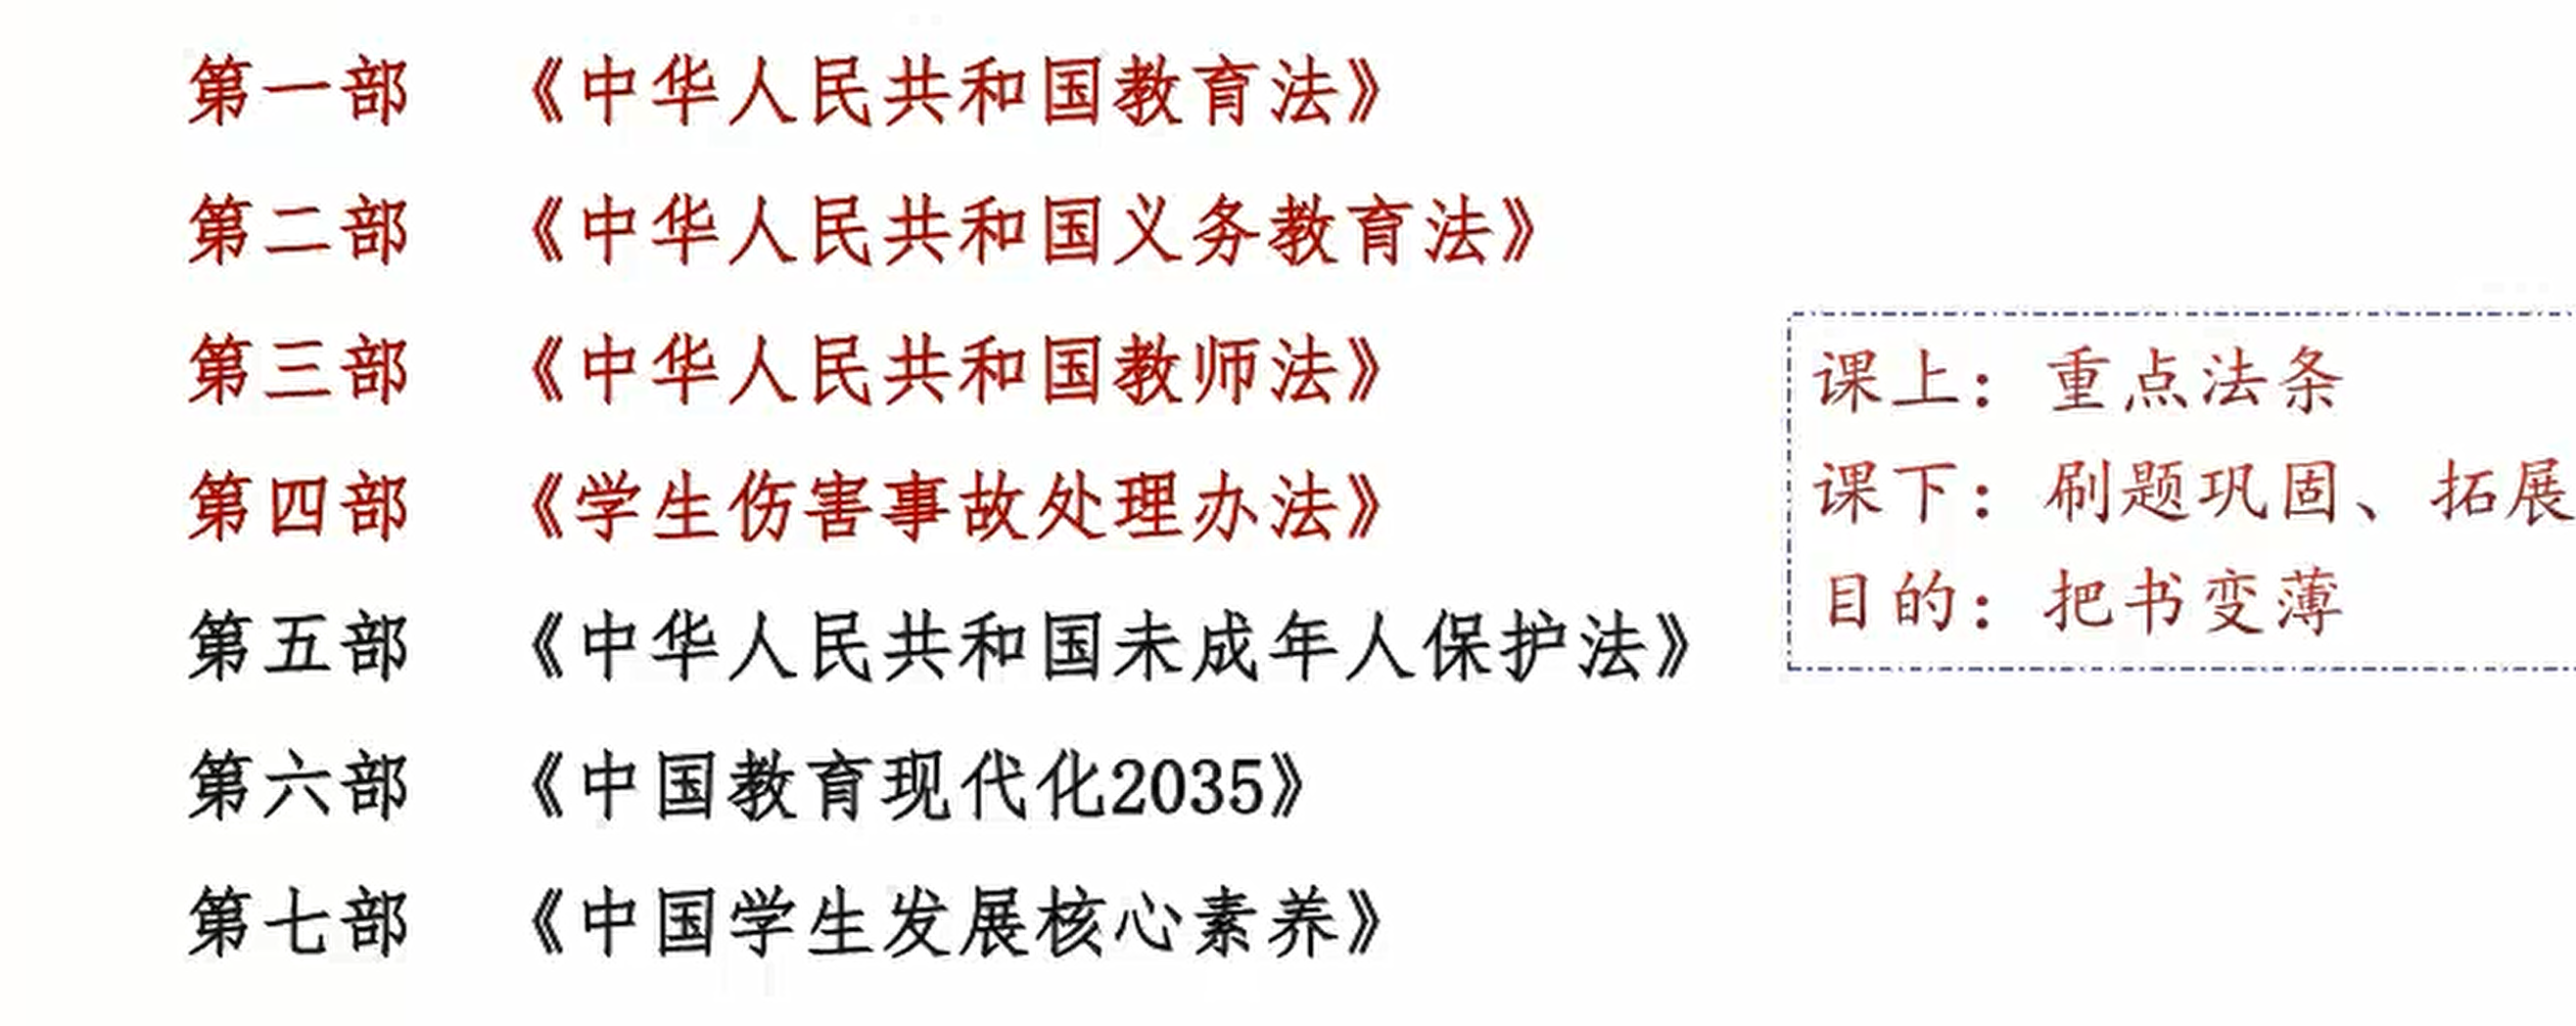 第一部 《中华人民共和国教育法》
第二部 《中华人民共和国义务教育法》
第三部 《中华人民共和国教师法》
第四部 《学生伤害事故处理办法》
第五部 《中华人民共和国未成年人保护法》
第六部 《中国教育现代化2035》
第七部 《中国学生发展核心素养》
课上：重点法条
课下：刷题巩固、拓展
目的：把书变薄